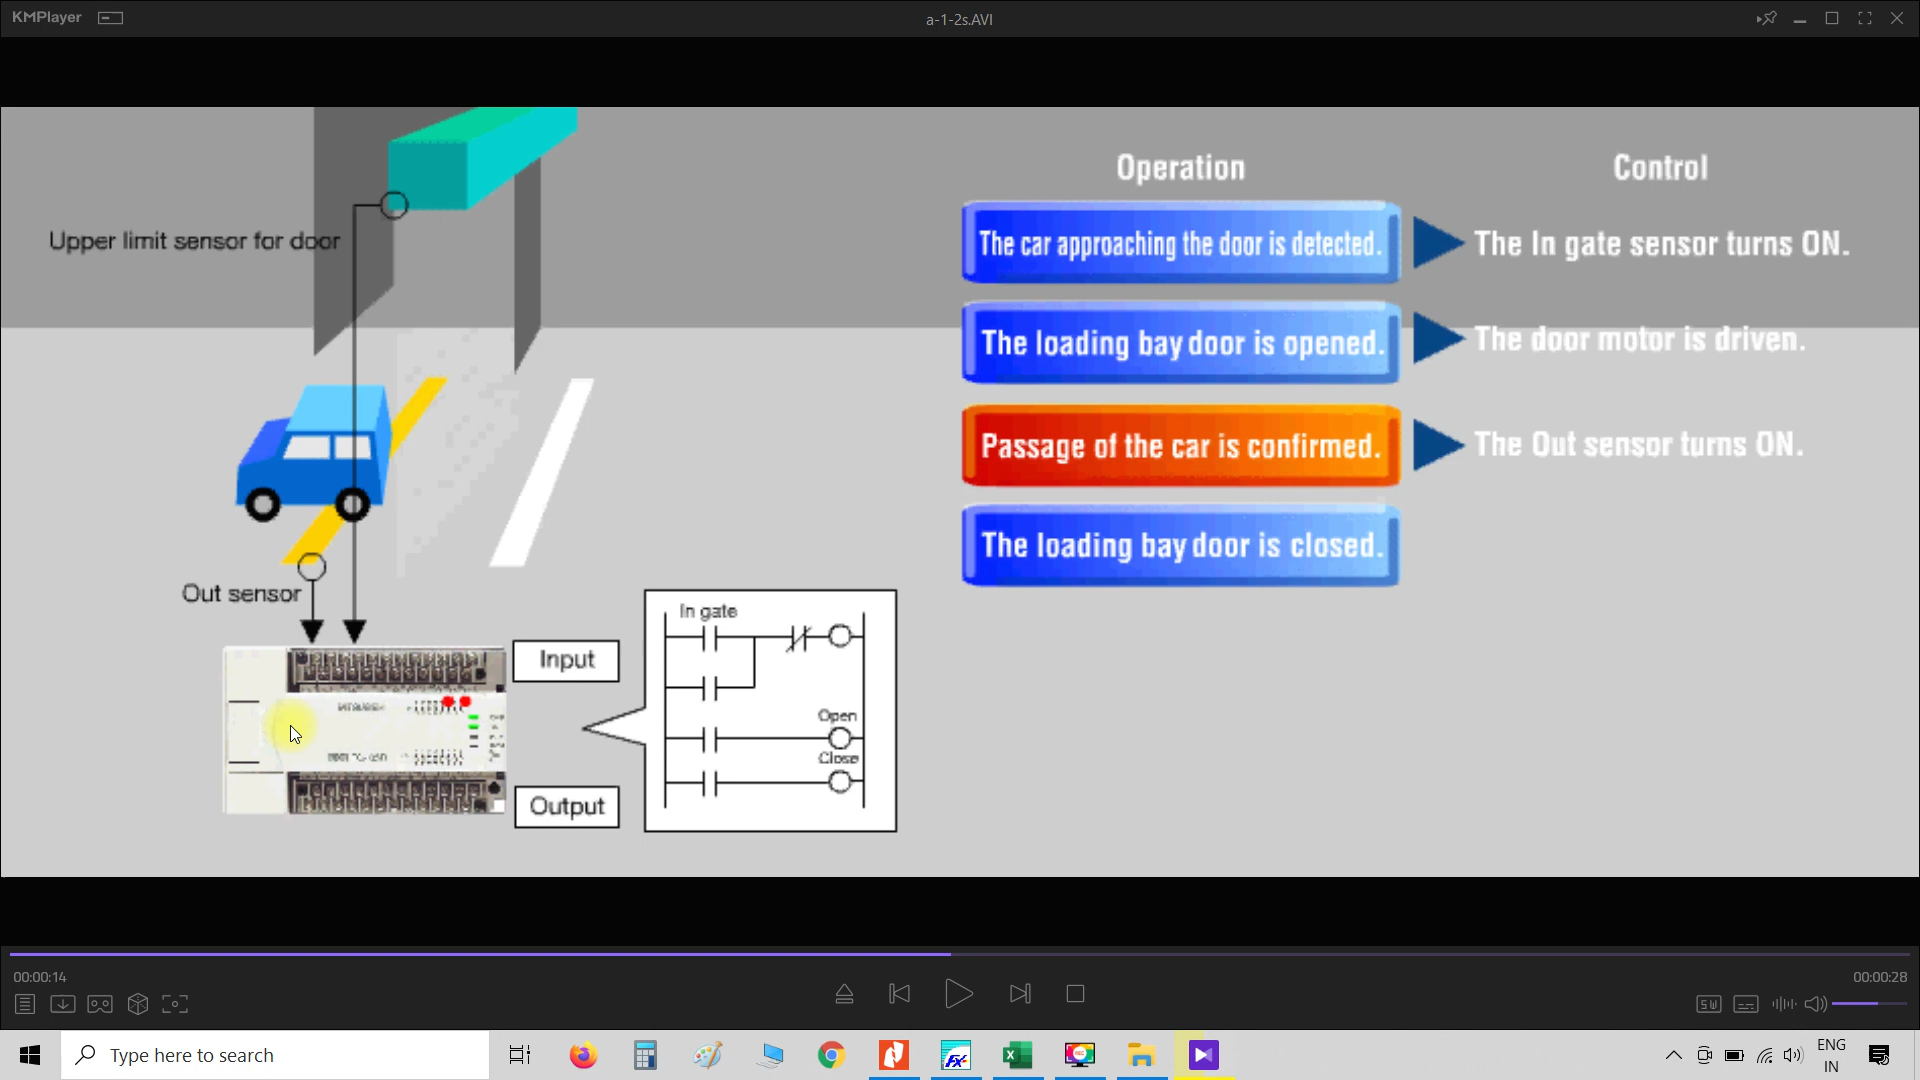 KMPlayer
a-1-2s.AVI
Operation
Control
Upper limit sensor for door
The car approaching the door is detected.
The In gate sensor turns ON.
The loading bay door is opened.
The door motor is driven.
Passage of the car is confirmed.
The Out sensor turns ON.
The loading bay door is closed.
Out sensor
In gate
Input
Open
Close
Output
00:00:14
00:00:28
SW
Type here to search
FX
ENG
IN